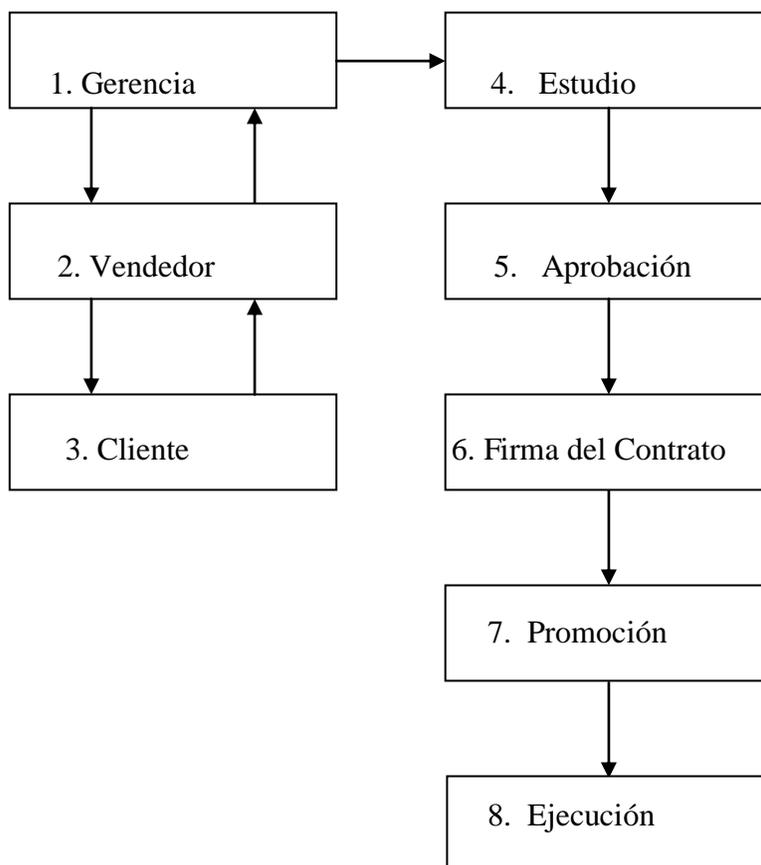 1. Gerencia
2. Vendedor
3. Cliente
4. Estudio
5. Aprobación
6. Firma del Contrato
7. Promoción
8. Ejecución